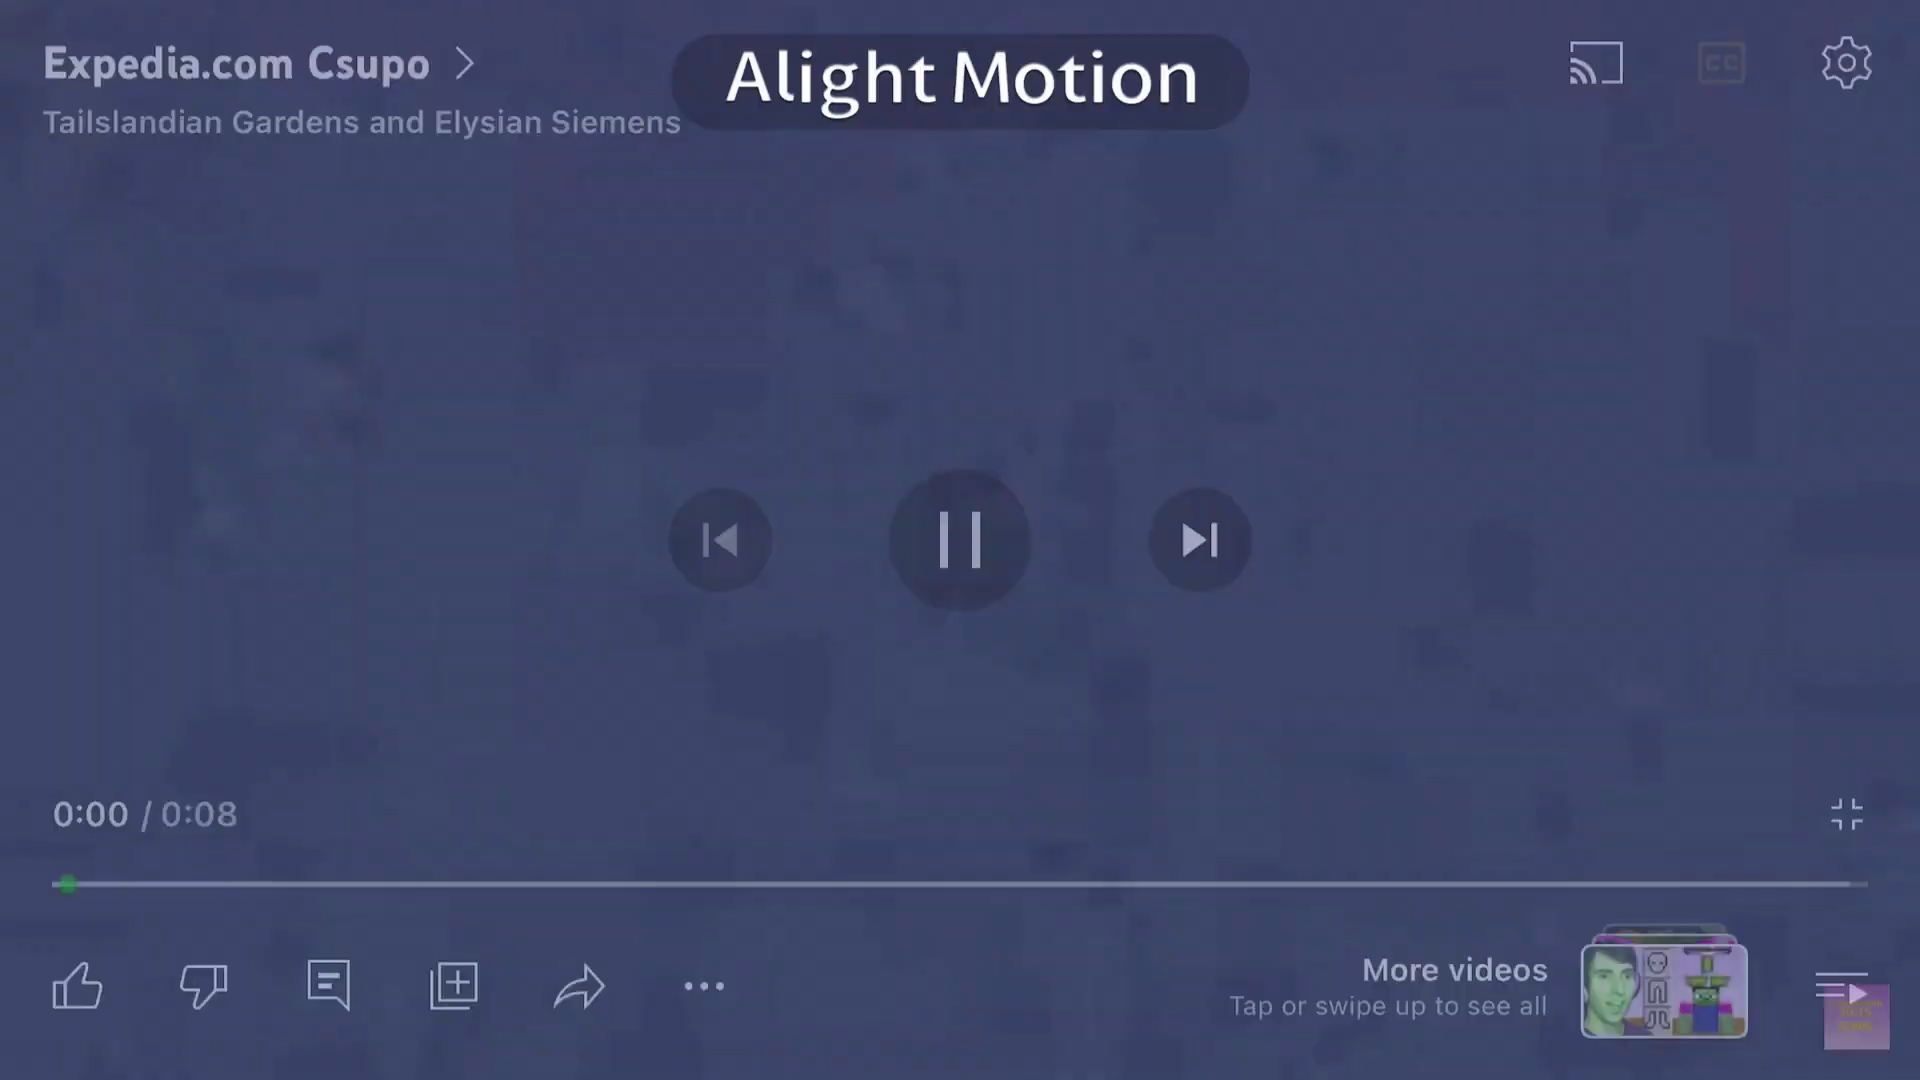 Expedia.com Csupo
Alight Motion
CC
Tailslandian Gardens and Elysian Siemens
0:00 / 0:08
More videos
Tap or swipe up to see all